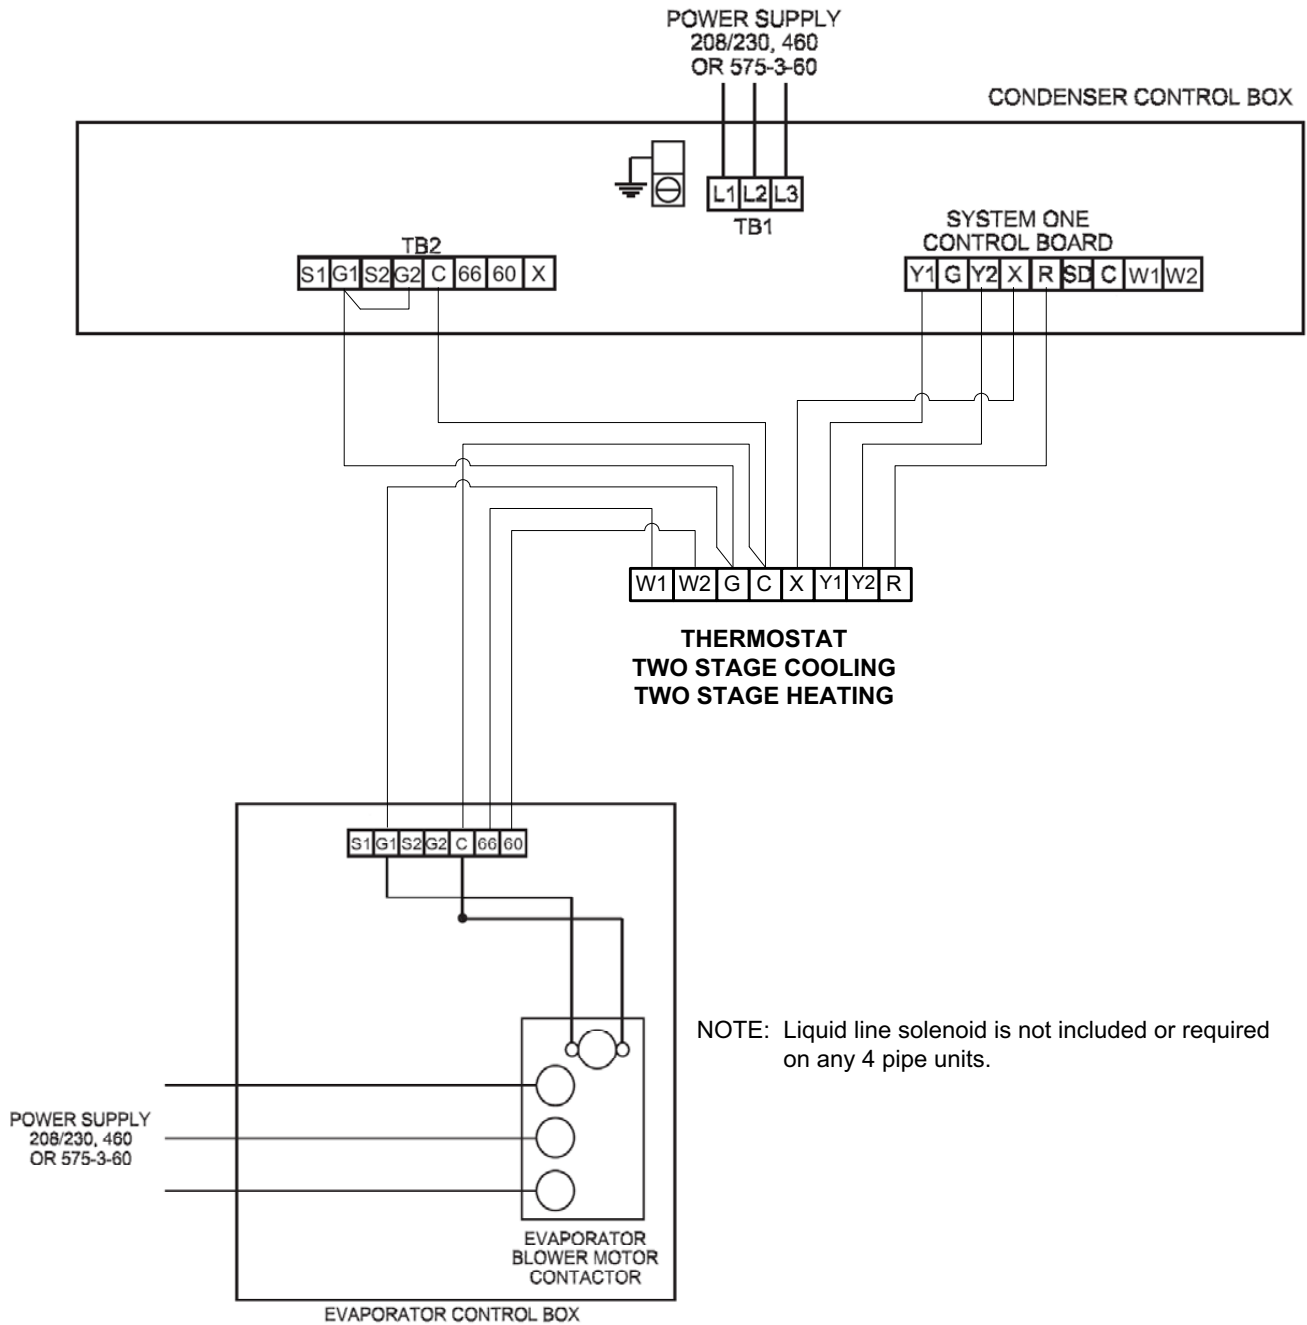 POWER SUPPLY
208/230, 460
OR 575-3-60
CONDENSER CONTROL BOX
L1 L2 L3
TB1
SYSTEM ONE
CONTROL BOARD
TB2
S1 G1 S2 G2 C 66 60 X
Y1 G Y2 X R SD C W1 W2
W1 W2 G C X Y1 Y2 R
THERMOSTAT
TWO STAGE COOLING
TWO STAGE HEATING
S1 G1 S2 G2 C 66 60
NOTE: Liquid line solenoid is not included or required
on any 4 pipe units.
POWER SUPPLY
208/230, 460
OR 575-3-60
EVAPORATOR
BLOWER MOTOR
CONTACTOR
EVAPORATOR CONTROL BOX